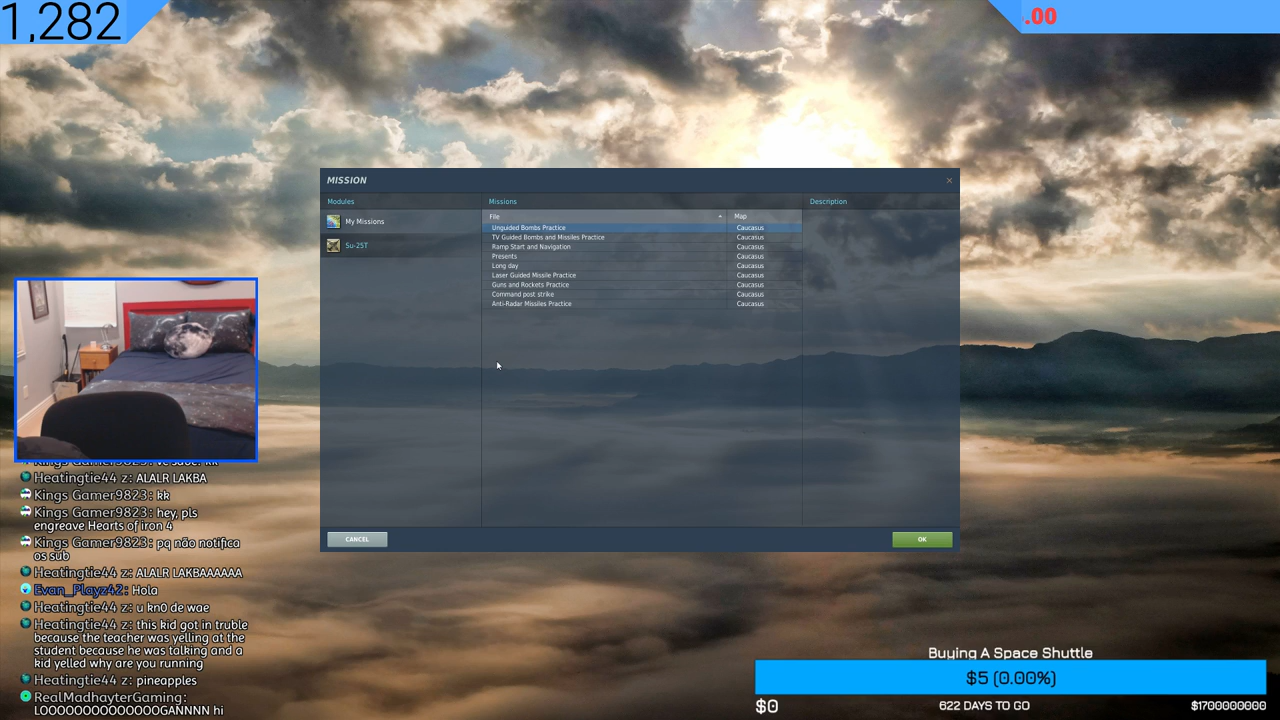 1,282
.00
MISSION
Modules
Missions
Description
My Missions
Su-25T
File
Map
Unguided Bombs Practice
Caucasus
TV Guided Bombs and Missiles Practice
Caucasus
Ramp Start and Navigation
Caucasus
Presents
Caucasus
Long day
Caucasus
Laser Guided Missile Practice
Caucasus
Guns and Rockets Practice
Caucasus
Command post strike
Caucasus
Anti-Radar Missiles Practice
Caucasus
CANCEL
OK
Heatingtie44 z: ALALR LAKBA
Kings Gamer9823: kk
Kings Gamer9823: hey, pls
engreave Hearts of iron 4
Kings Gamer9823: pq não notifica
os sub
Heatingtie44 z: ALALR LAKBAAAAAA
Evan_Playz42: Hola
Heatingtie44 z: u kn0 de wae
Heatingtie44 z: this kid got in truble
because the teacher was yelling at the
student because he was talking and a
kid yelled why are you running
Heatingtie44 z: pineapples
RealMadhayterGaming:
LOOOOOOOOOOOOOOGANNNN hi
Buying A Space Shuttle
$5 (0.00%)
$0
622 DAYS TO GO
$1700000000